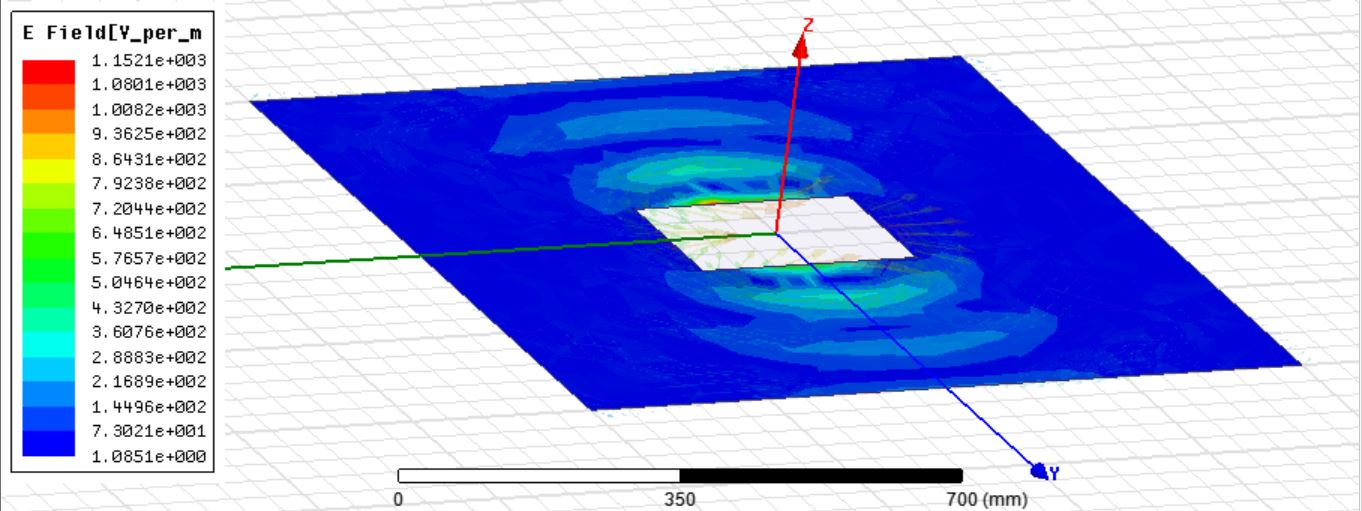 E Field[V_per_m
1.1521e+003
1.0801e+003
1.0082e+003
9.3625e+002
8.6431e+002
7.9238e+002
7.2044e+002
6.4851e+002
5.7657e+002
5.0464e+002
4.3270e+002
3.6076e+002
2.8883e+002
2.1689e+002
1.4496e+002
7.3021e+001
1.0851e+000
Z
Y
0 350 700 (mm)